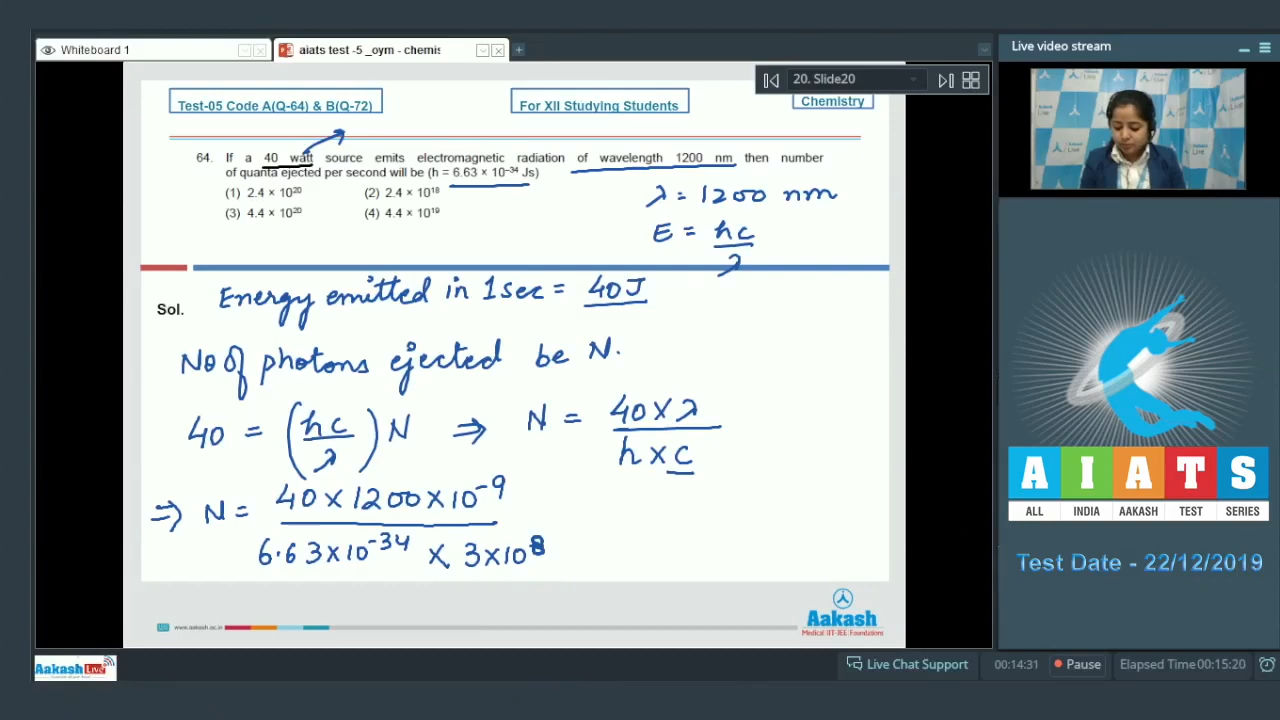 Whiteboard 1
aiats test -5 _oym - chemis
Live video stream
20. Slide20
Test-05 Code A(Q-64) & B(Q-72)
For XII Studying Students
Chemistry
64. If a 40 watt source emits electromagnetic radiation of wavelength 1200 nm then number
of quanta ejected per second will be (h = 6.63 × 10⁻³⁴ Js)
(1) 2.4 × 10²⁰ (2) 2.4 × 10¹⁸
(3) 4.4 × 10²⁰ (4) 4.4 × 10¹⁹
λ = 1200 nm
E = hc/λ
Sol.
Energy emitted in 1 sec = 40J
No of photons ejected be N.
40 = (hc/λ) N ⇒ N = 40 × λ / h × c
⇒ N = 40 × 1200 × 10⁻⁹ / 6.63 × 10⁻³⁴ × 3 × 10⁸
www.aakash.ac.in
Aakash
Medical | IIT-JEE | Foundations
A I A T S
ALL INDIA AAKASH TEST SERIES
Test Date - 22/12/2019
Aakash Live
Live Chat Support
00:14:31
Pause
Elapsed Time 00:15:20